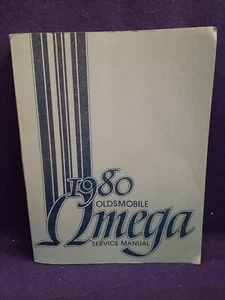 1980
OLDSMOBILE
Omega
SERVICE MANUAL